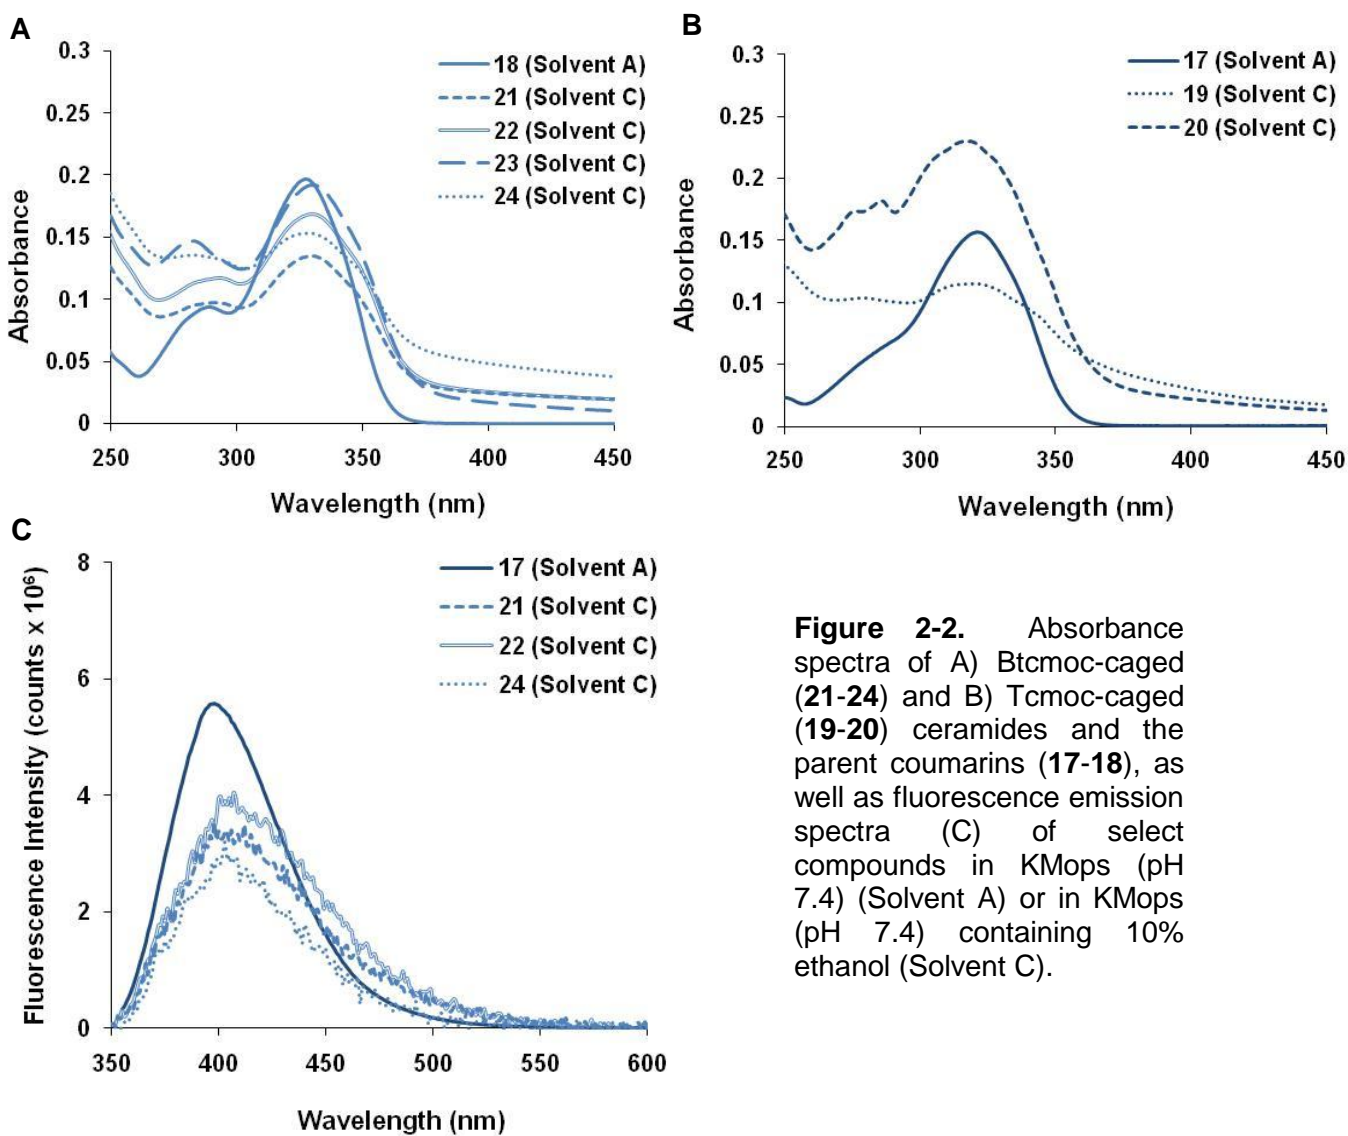 A
0.3
0.25
0.2
0.15
0.1
0.05
0
Absorbance
250 300 350 400 450
Wavelength (nm)
18 (Solvent A)
21 (Solvent C)
22 (Solvent C)
23 (Solvent C)
24 (Solvent C)
B
0.3
0.25
0.2
0.15
0.1
0.05
0
Absorbance
250 300 350 400 450
Wavelength (nm)
17 (Solvent A)
19 (Solvent C)
20 (Solvent C)
C
8
6
4
2
0
Fluorescence Intensity (counts x 10⁶)
350 400 450 500 550 600
Wavelength (nm)
17 (Solvent A)
21 (Solvent C)
22 (Solvent C)
24 (Solvent C)
Figure 2-2. Absorbance
spectra of A) Btcmoc-caged
(21-24) and B) Tcmoc-caged
(19-20) ceramides and the
parent coumarins (17-18), as
well as fluorescence emission
spectra (C) of select
compounds in KMops (pH
7.4) (Solvent A) or in KMops
(pH 7.4) containing 10%
ethanol (Solvent C).